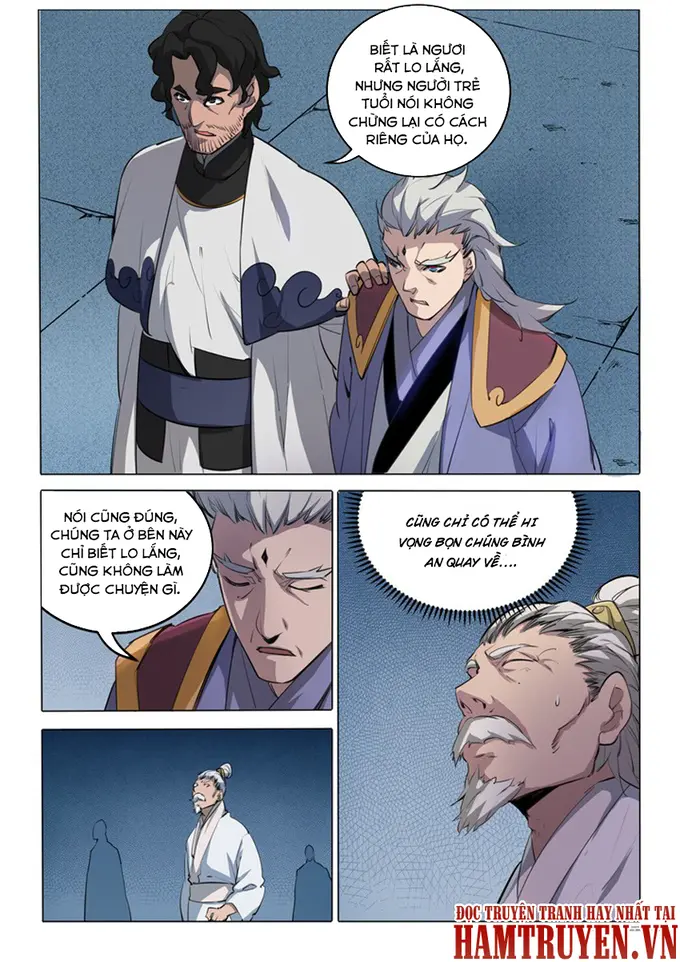 BIẾT LÀ NGƯƠI
RẤT LO LẮNG,
NHƯNG NGƯỜI TRẺ
TUỔI NÓI KHÔNG
CHỪNG LẠI CÓ CÁCH
RIÊNG CỦA HỌ.
NÓI CŨNG ĐÚNG,
CHÚNG TA Ở BÊN NÀY
CHỈ BIẾT LO LẮNG,
CŨNG KHÔNG LÀM
ĐƯỢC CHUYỆN GÌ.
CŨNG CHỈ CÓ THỂ HI
VỌNG BỌN CHÚNG BÌNH
AN QUAY VỀ....
ĐỌC TRUYỆN TRANH HAY NHẤT TẠI
HAMTRUYEN.VN